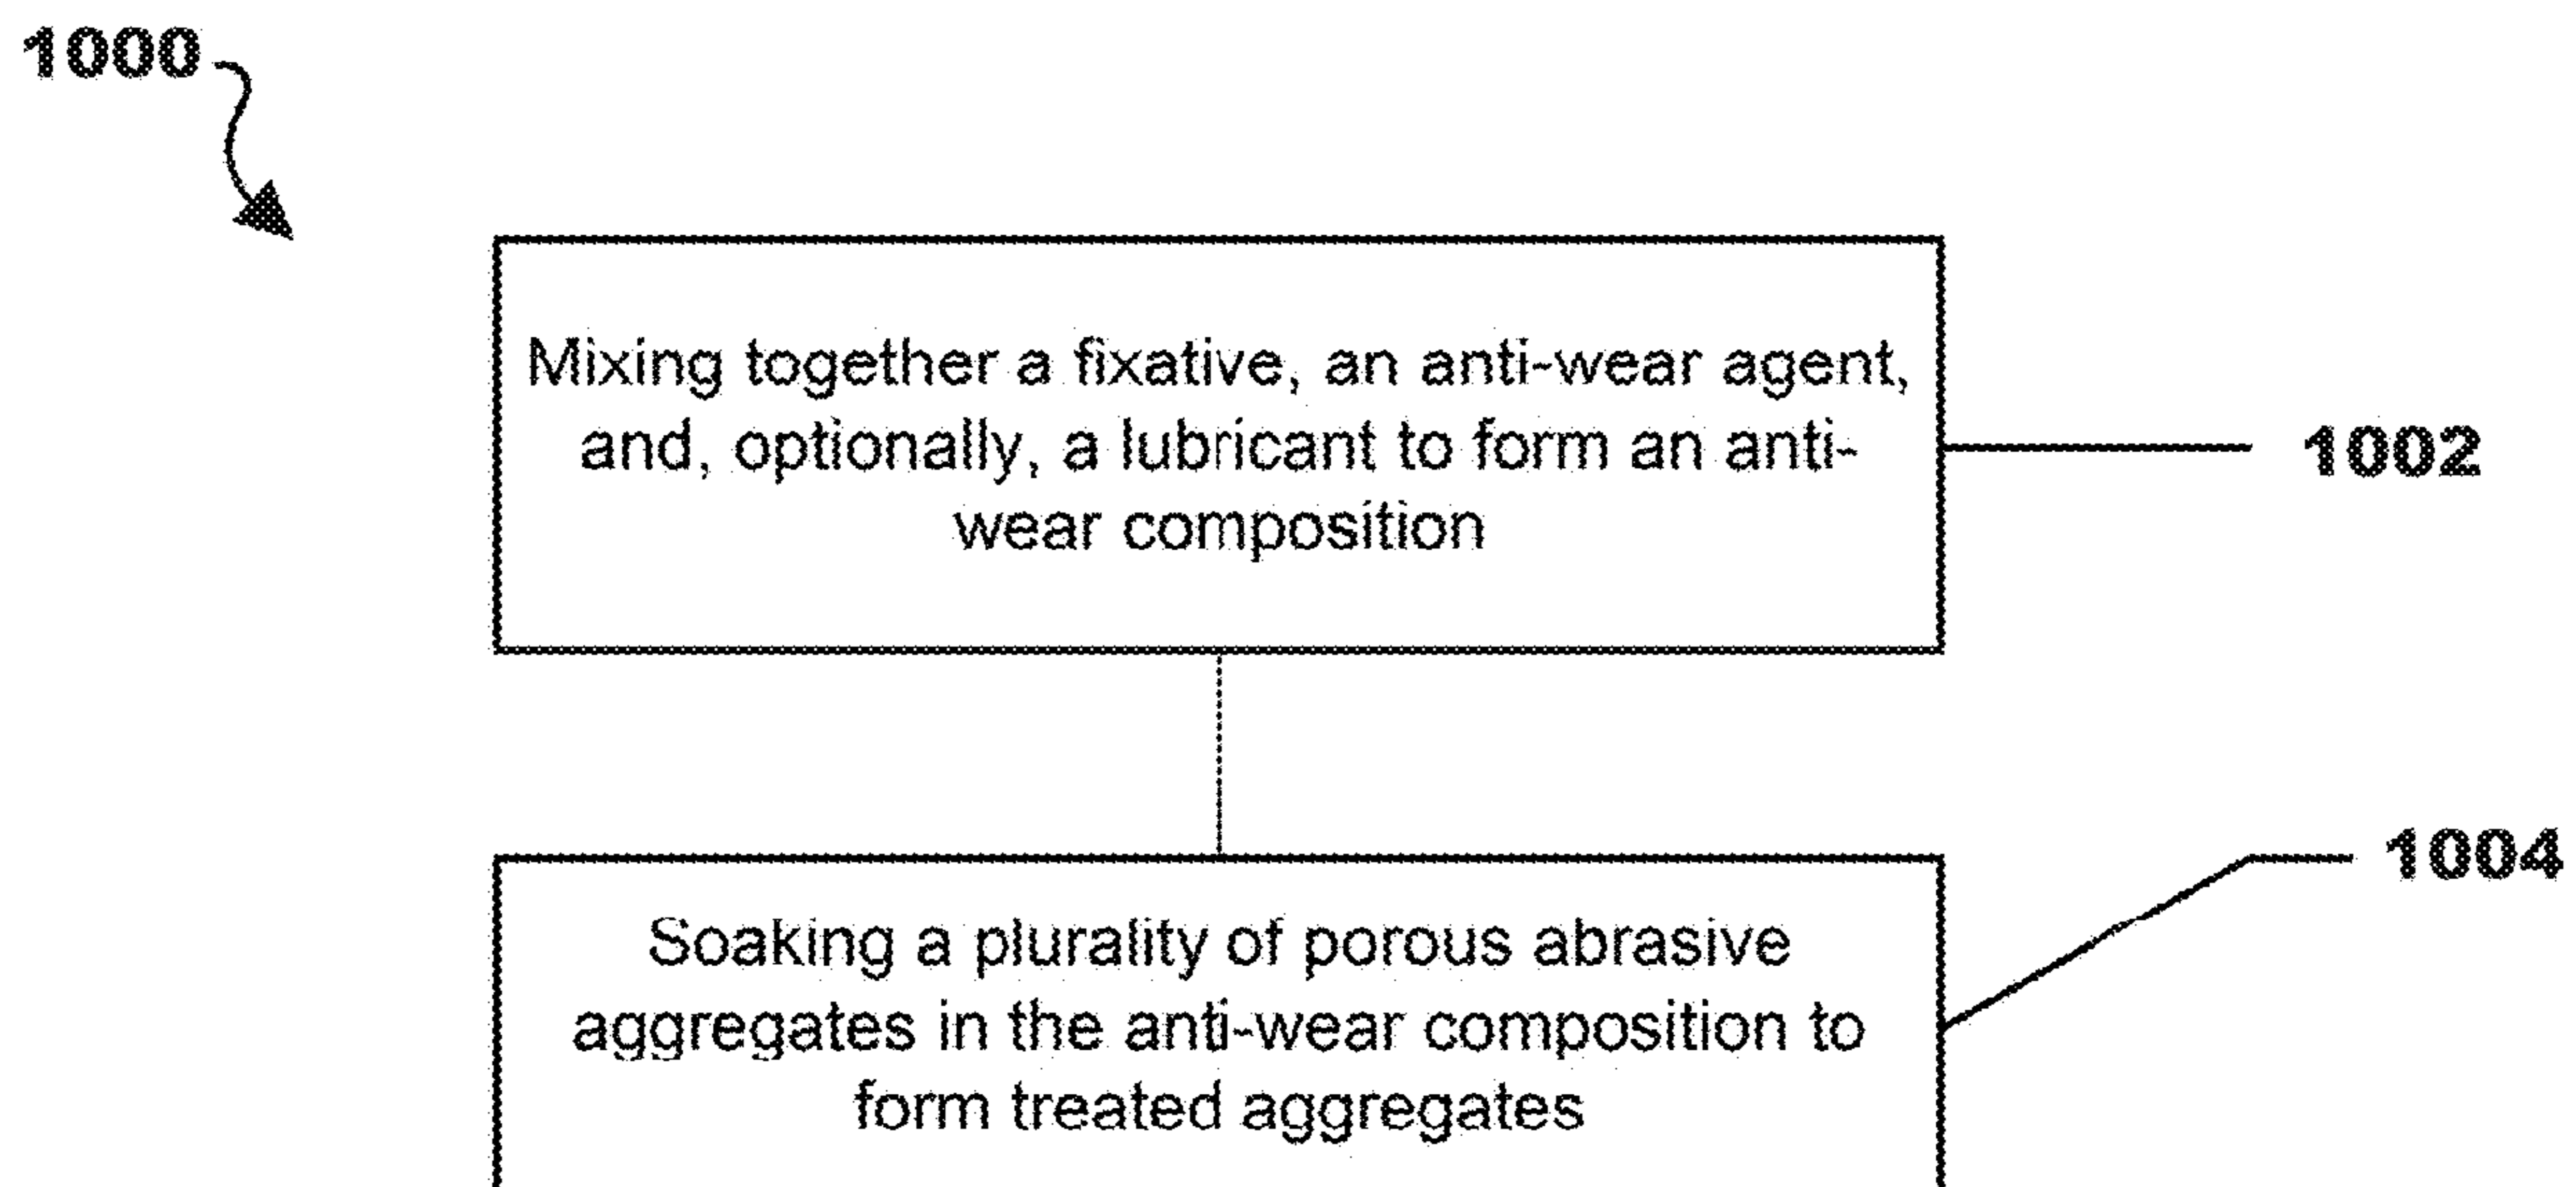 1000
Mixing together a fixative, an anti-wear agent,
and, optionally, a lubricant to form an anti-
wear composition
1002
1004
Soaking a plurality of porous abrasive
aggregates in the anti-wear composition to
form treated aggregates